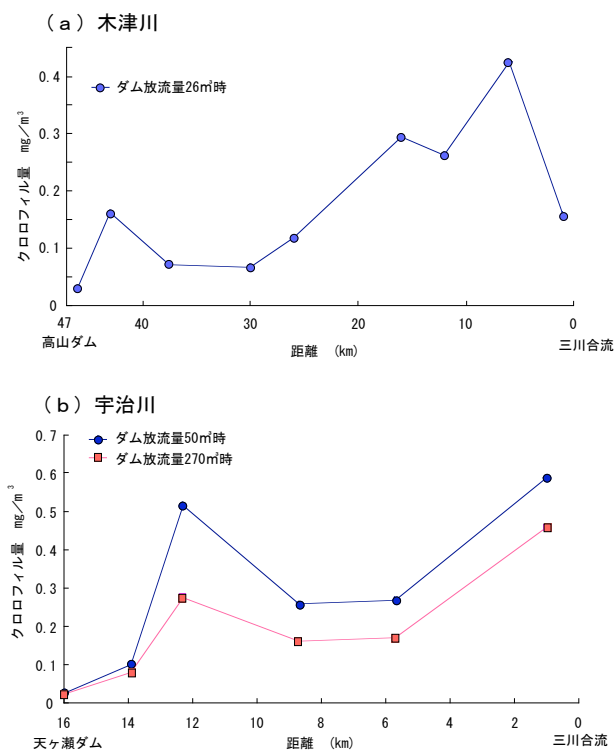 (a) 木津川
ダム放流量26㎥時
クロロフィル量 mg/m³
0.4
0.3
0.2
0.1
0
47 40 30 20 10 0
高山ダム 距離 (km) 三川合流
(b) 宇治川
ダム放流量50㎥時
ダム放流量270㎥時
クロロフィル量 mg/m³
0.7
0.6
0.5
0.4
0.3
0.2
0.1
0
16 14 12 10 8 6 4 2 0
天ヶ瀬ダム 距離 (km) 三川合流